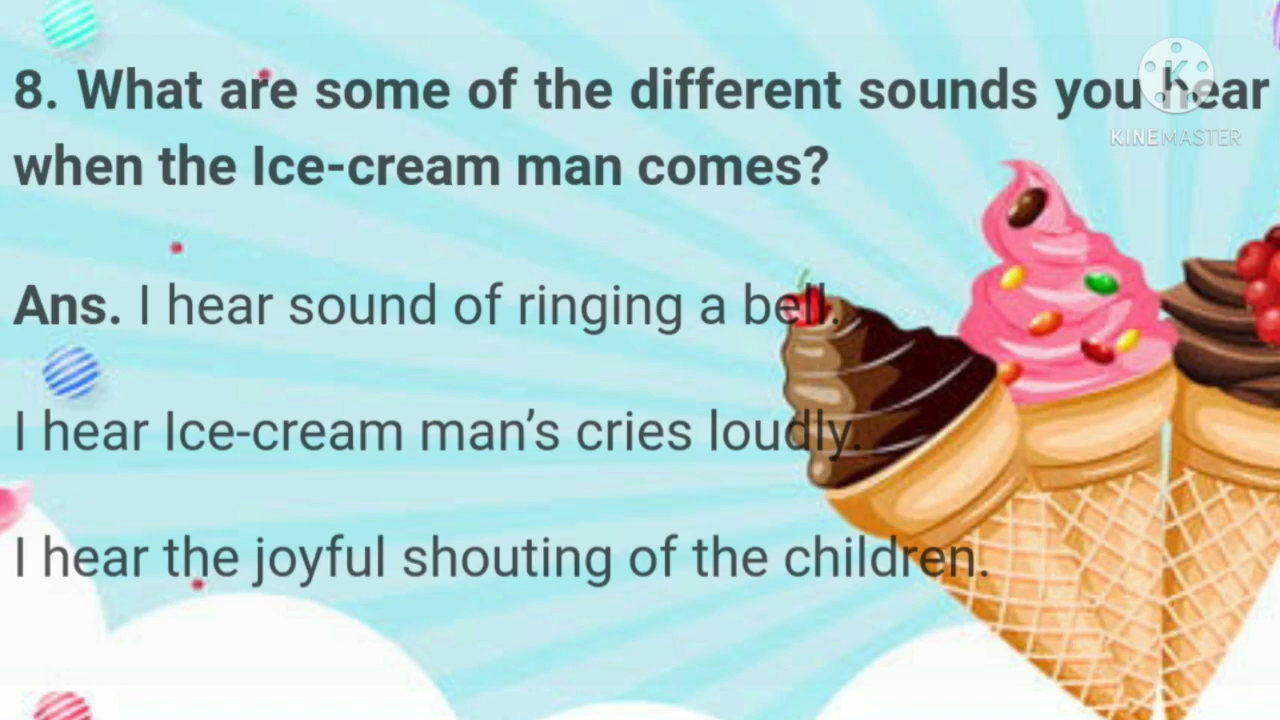 8. What are some of the different sounds you hear
when the Ice-cream man comes?
Ans. I hear sound of ringing a bell.
I hear Ice-cream man’s cries loudly.
I hear the joyful shouting of the children.
K
KINEMASTER